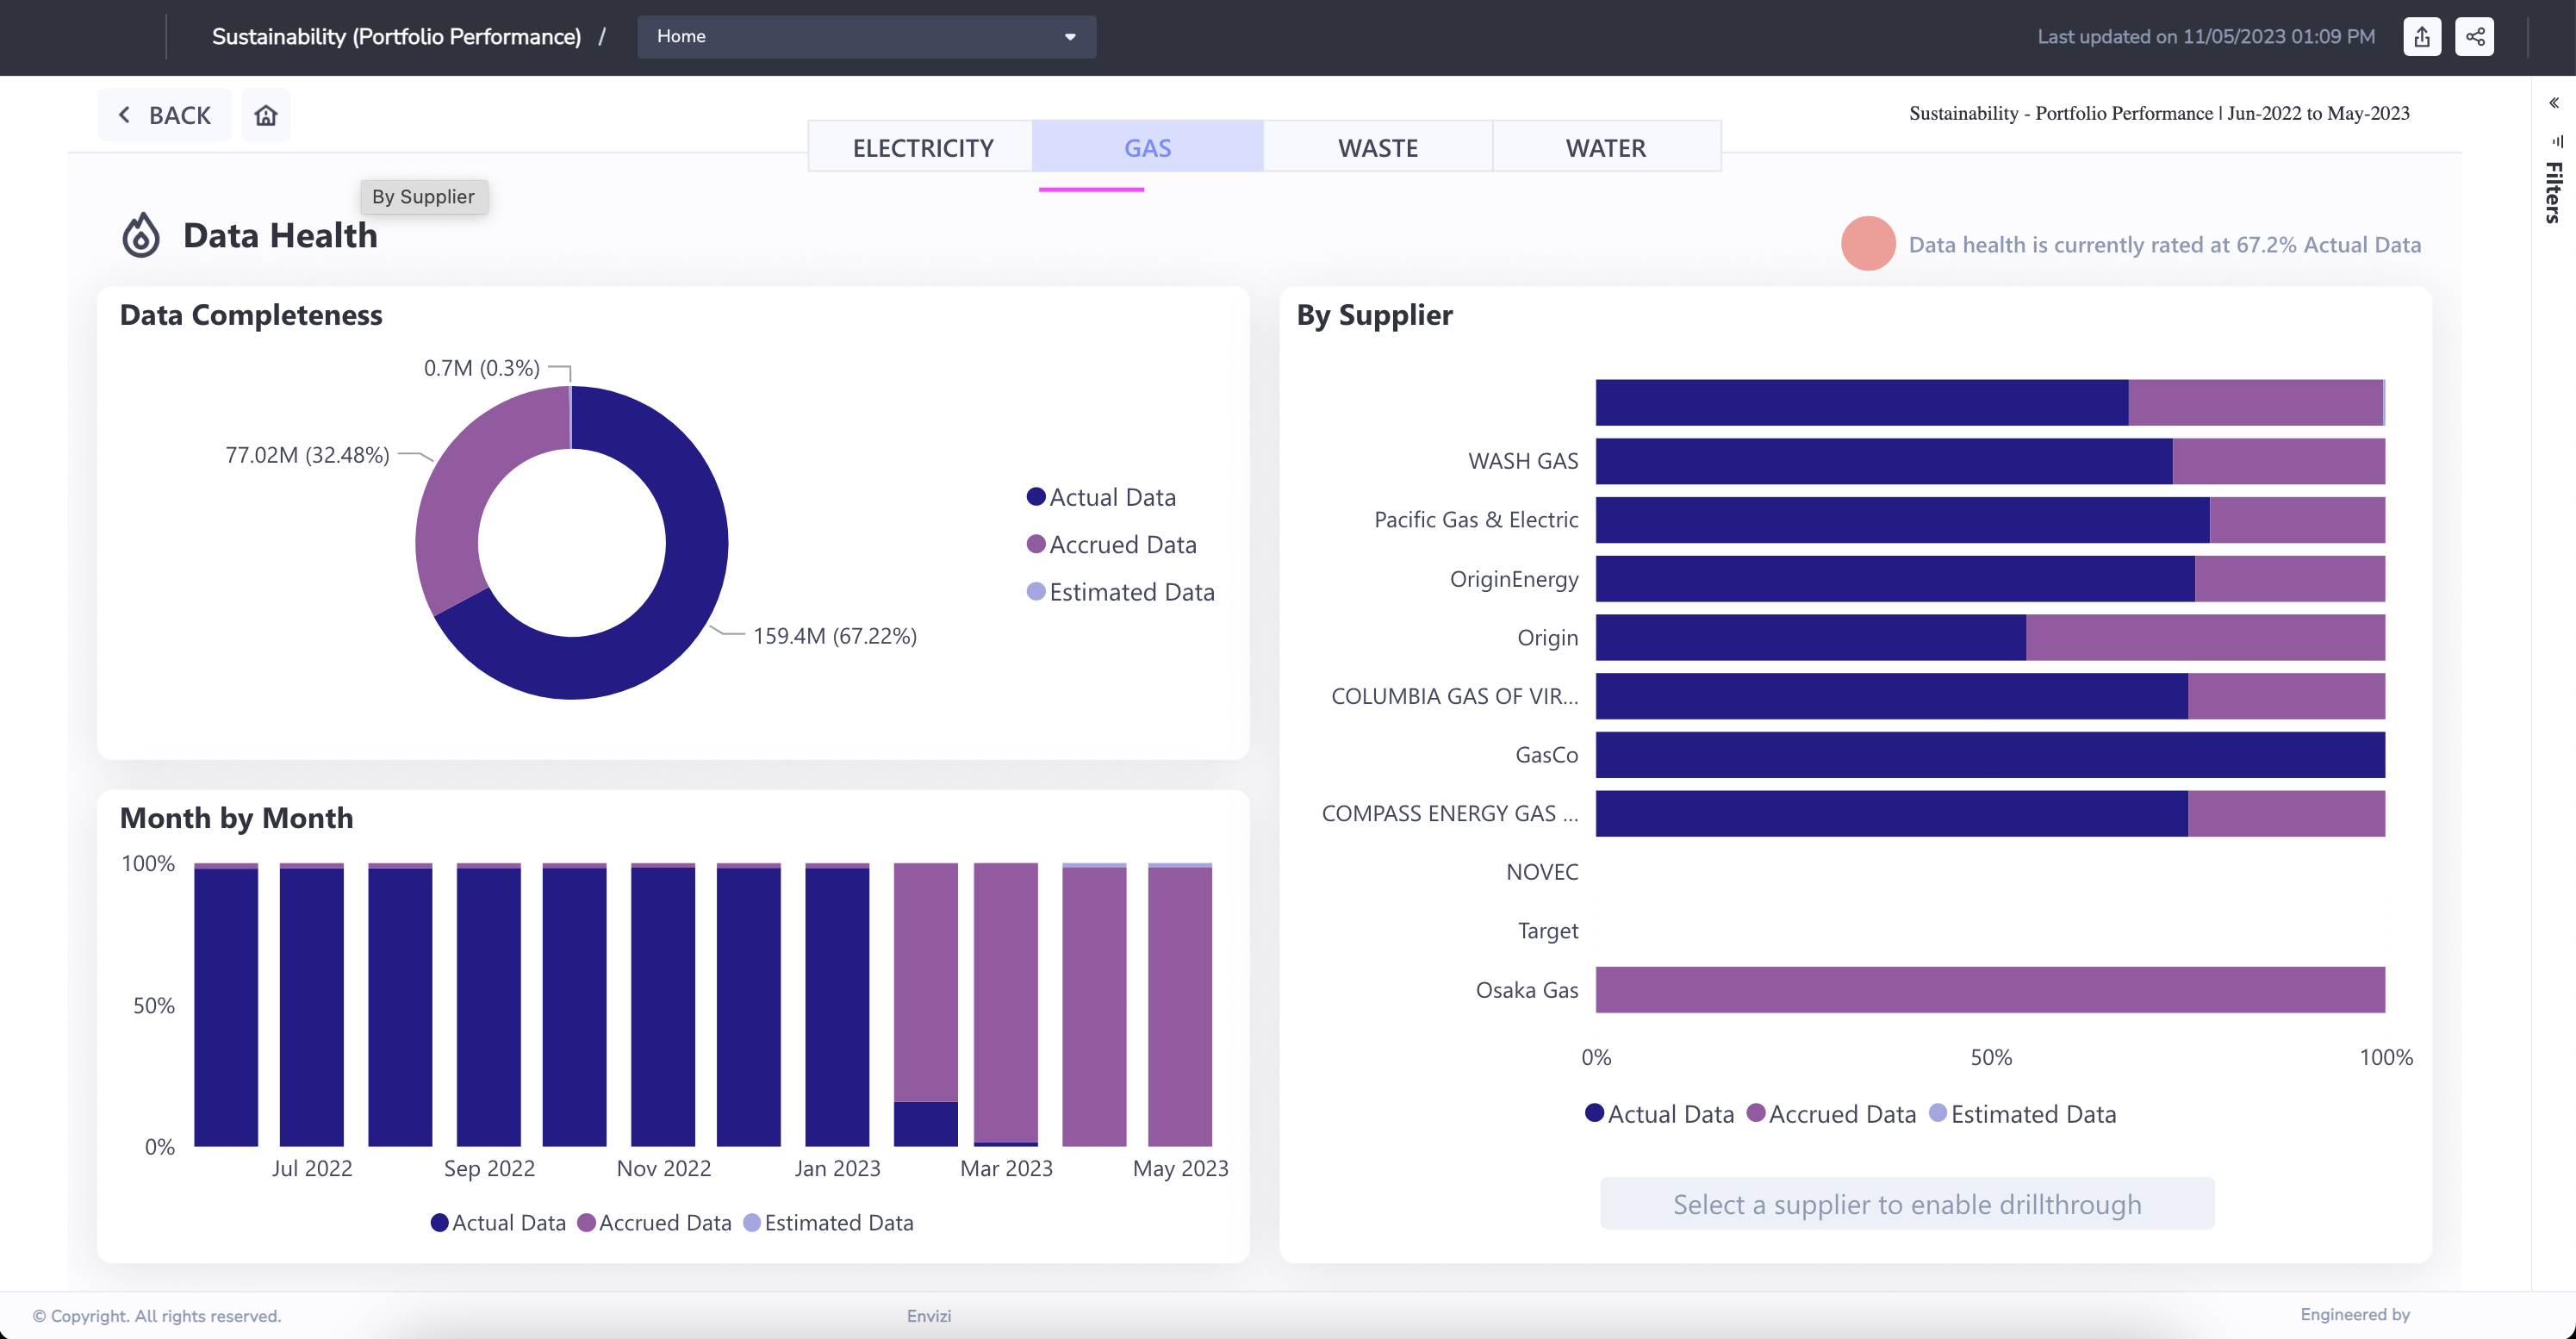 Sustainability (Portfolio Performance) / Home
Last updated on 11/05/2023 01:09 PM
BACK
Sustainability - Portfolio Performance | Jun-2022 to May-2023
ELECTRICITY GAS WASTE WATER
Filters
By Supplier
Data Health
Data health is currently rated at 67.2% Actual Data
Data Completeness
0.7M (0.3%)
77.02M (32.48%)
159.4M (67.22%)
Actual Data
Accrued Data
Estimated Data
Month by Month
100%
50%
0%
Jul 2022 Sep 2022 Nov 2022 Jan 2023 Mar 2023 May 2023
Actual Data Accrued Data Estimated Data
By Supplier
WASH GAS
Pacific Gas & Electric
OriginEnergy
Origin
COLUMBIA GAS OF VIR...
GasCo
COMPASS ENERGY GAS ...
NOVEC
Target
Osaka Gas
0% 50% 100%
Actual Data Accrued Data Estimated Data
Select a supplier to enable drillthrough
© Copyright. All rights reserved.
Envizi
Engineered by